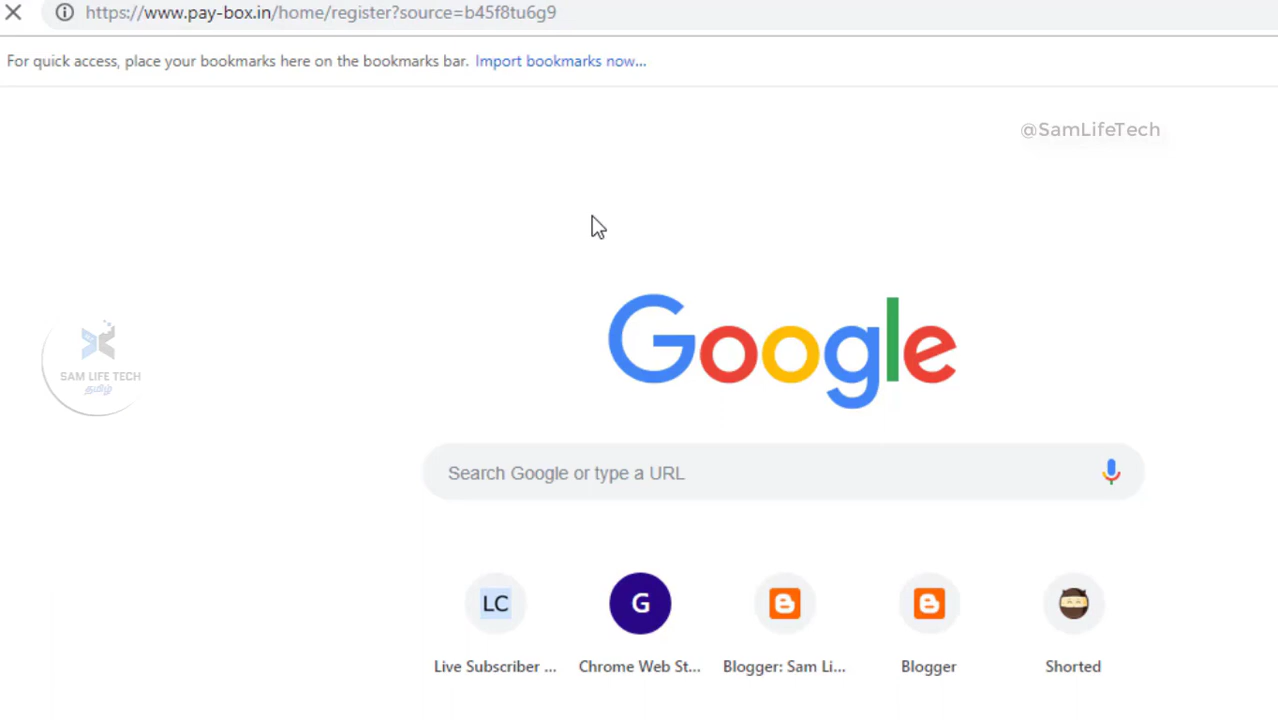 https://www.pay-box.in/home/register?source=b45f8tu6g9
For quick access, place your bookmarks here on the bookmarks bar. Import bookmarks now...
@SamLifeTech
SAM LIFE TECH
தமிழ்
Google
Search Google or type a URL
LC
G
Live Subscriber ...
Chrome Web St...
Blogger: Sam Li...
Blogger
Shorted